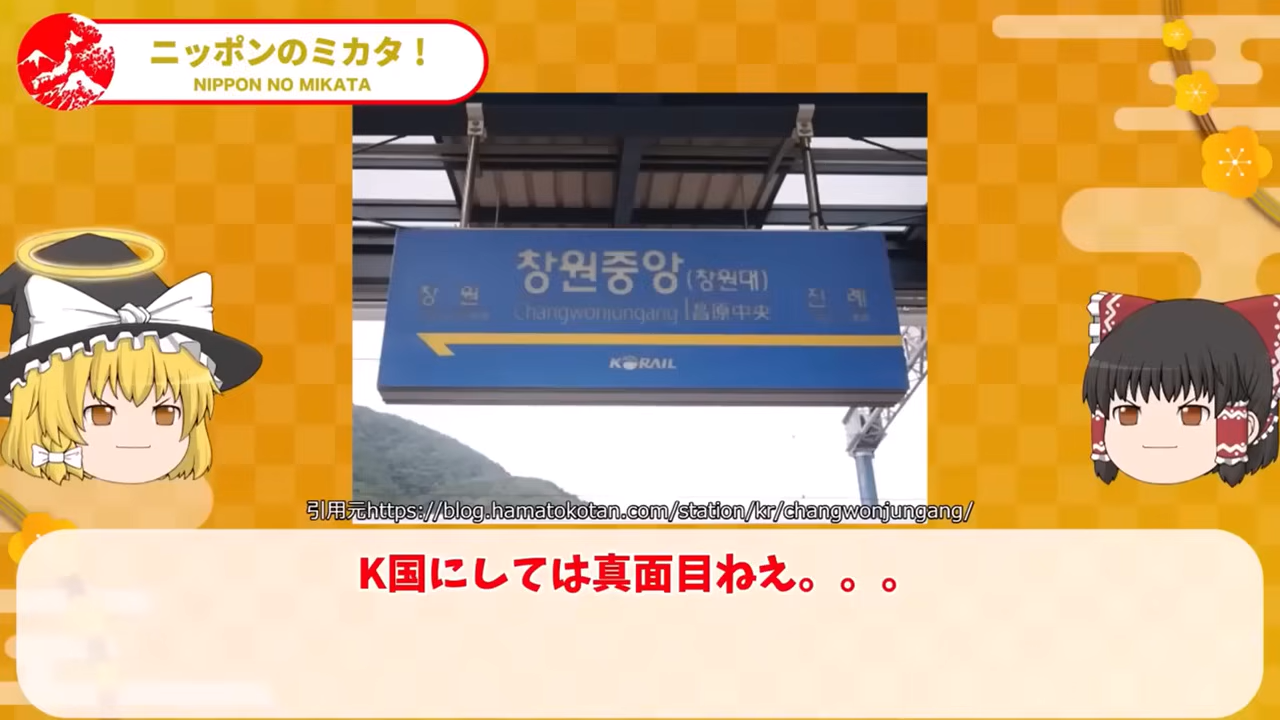 ニッポンのミカタ！
NIPPON NO MIKATA
창원중앙(창원대)
창원
진례
Changwonjungang
昌原中央
KORAIL
引用元https://blog.hamatokotan.com/station/kr/changwonjungang/
K国にしては真面目ねえ。。。